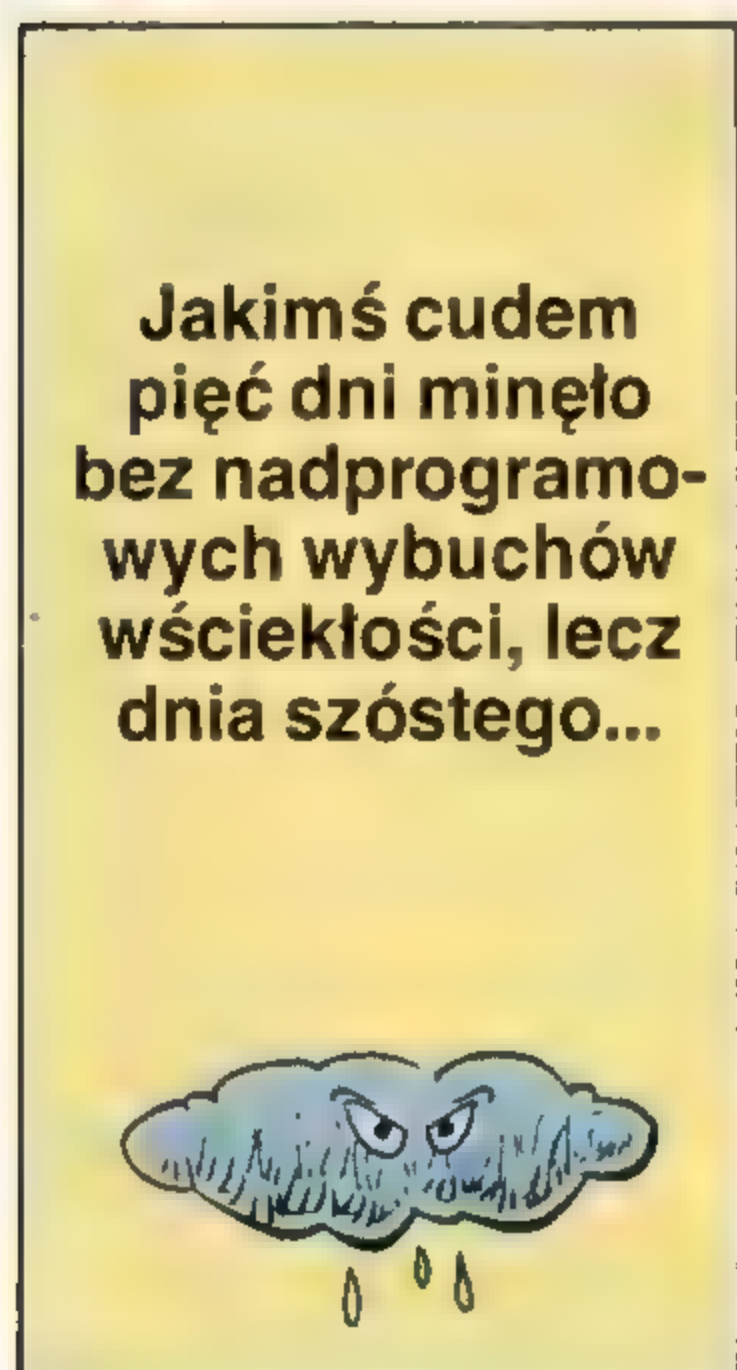 Jakimś cudem
pięć dni minęło
bez nadprogramo-
wych wybuchów
wściekłości, lecz
dnia szóstego...